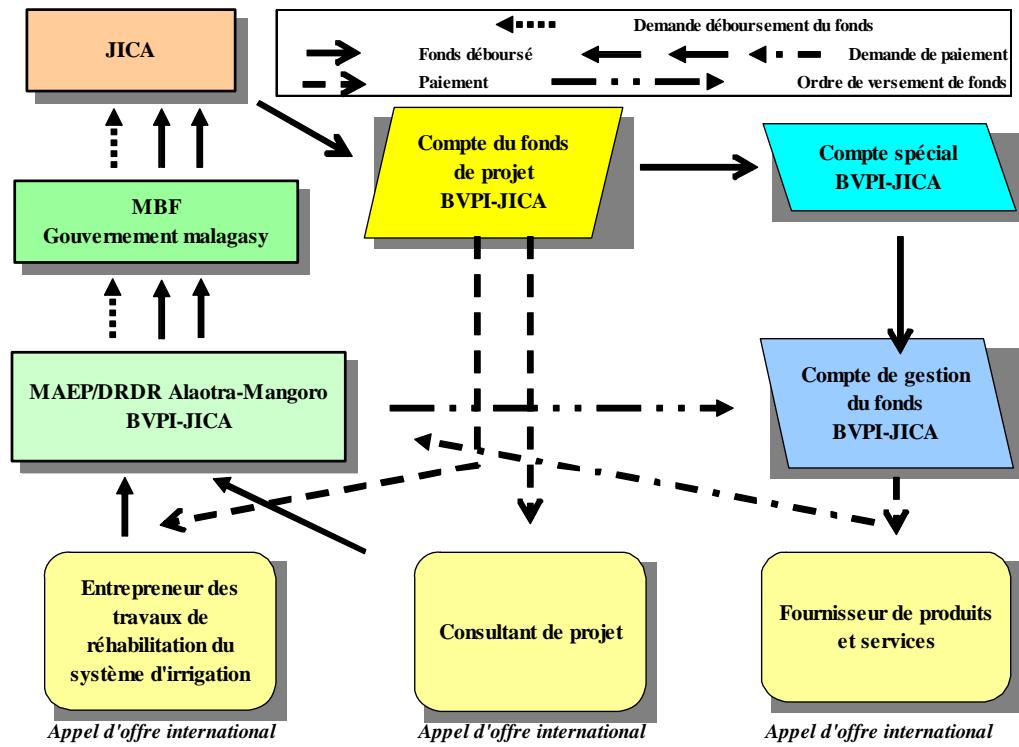 JICA
Demande déboursement du fonds
Fonds déboursé
Demande de paiement
Paiement
Ordre de versement de fonds
Compte du fonds
de projet
BVPI-JICA
Compte spécial
BVPI-JICA
MBF
Gouvernement malagasy
MAEP/DRDR Alaotra-Mangoro
BVPI-JICA
Compte de gestion
du fonds
BVPI-JICA
Entrepreneur des
travaux de
réhabilitation du
système d'irrigation
Consultant de projet
Fournisseur de produits
et services
Appel d'offre international
Appel d'offre international
Appel d'offre international